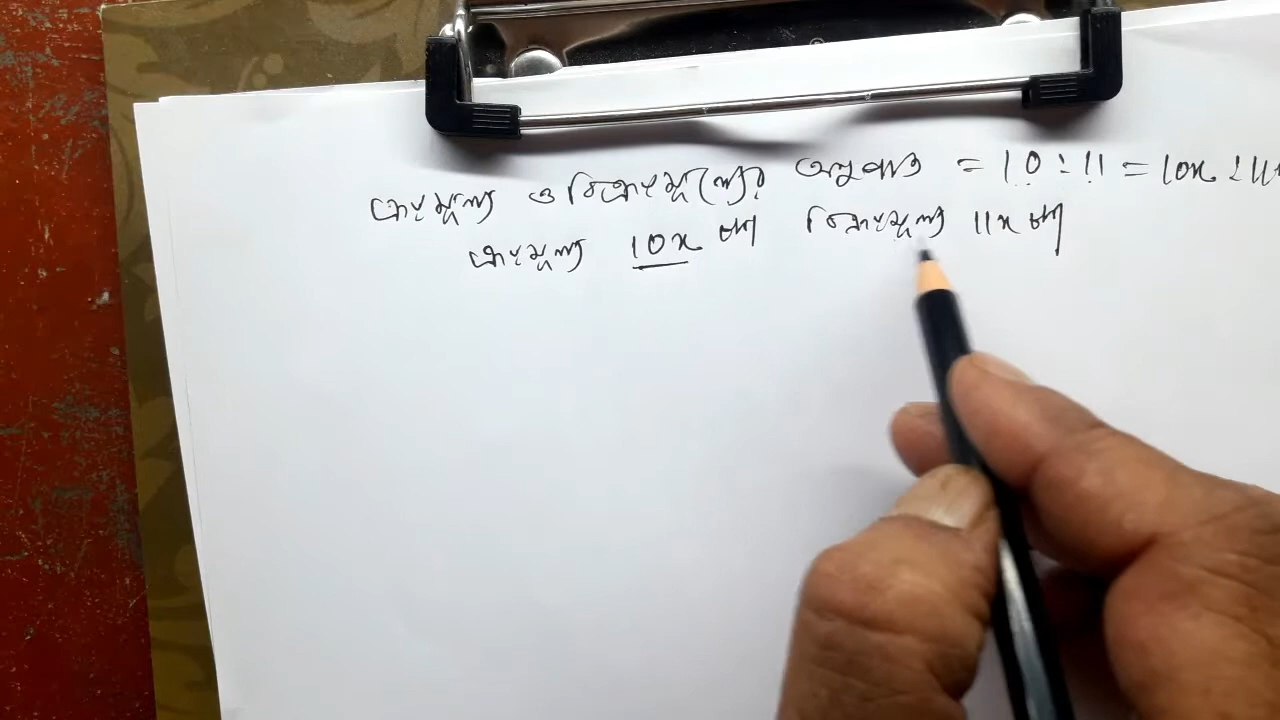 ক্রয়মূল্য ও বিক্রয়মূল্যের অনুপাত = 10 : 11 = 10x : 11x
ক্রয়মূল্য 10x টাকা বিক্রয়মূল্য 11x টাকা